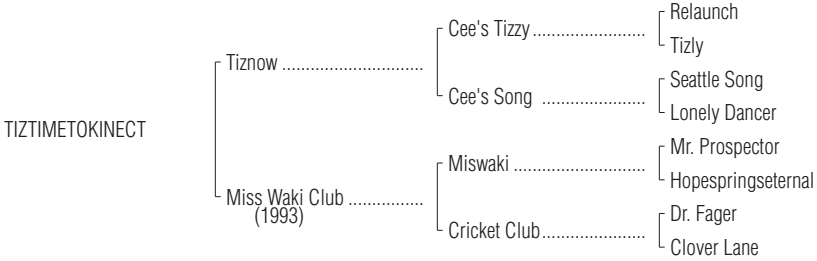 Relaunch
Cee's Tizzy ........................
Tizly
Tiznow ..............................
Seattle Song
Cee's Song ......................
Lonely Dancer
TIZTIMETOKINECT
Mr. Prospector
Miswaki ............................
Hopespringseternal
Miss Waki Club ................
(1993)
Dr. Fager
Cricket Club......................
Clover Lane